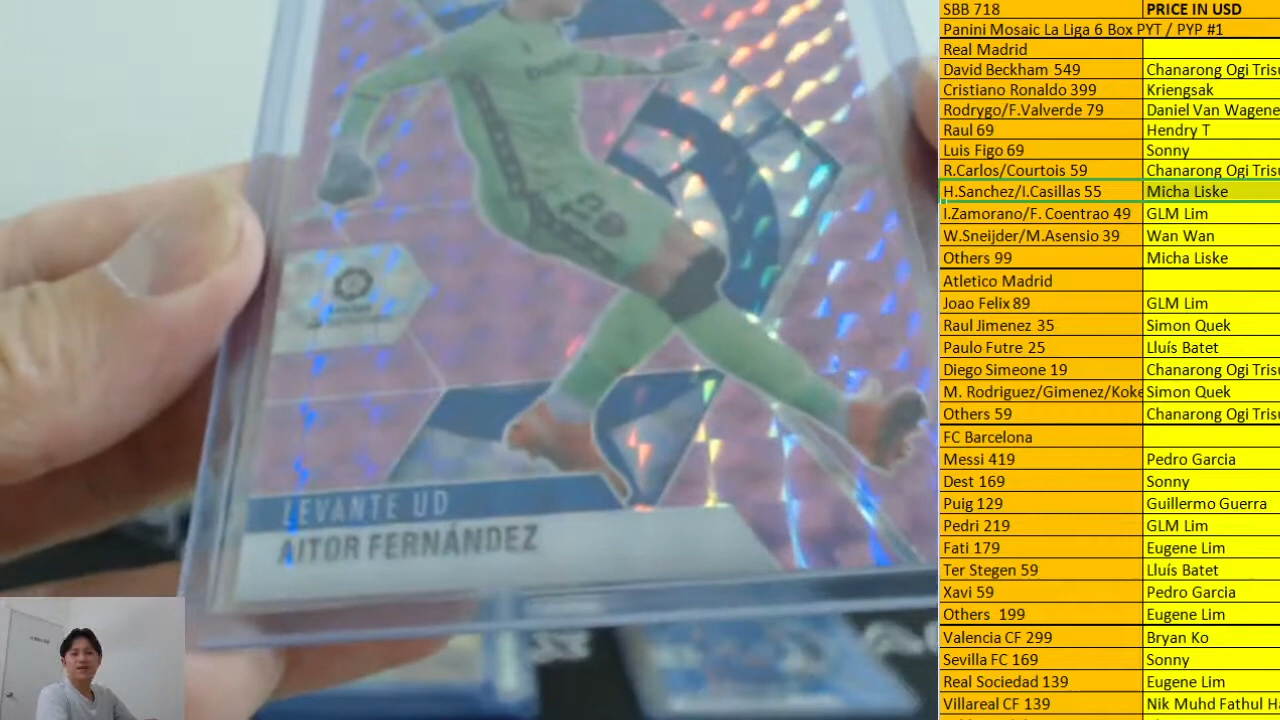 LEVANTE UD
AITOR FERNÁNDEZ
SBB 718 PRICE IN USD
Panini Mosaic La Liga 6 Box PYT / PYP #1
Real Madrid
David Beckham 549 Chanarong Ogi Trisu
Cristiano Ronaldo 399 Kriengsak
Rodrygo/F.Valverde 79 Daniel Van Wagene
Raul 69 Hendry T
Luis Figo 69 Sonny
R.Carlos/Courtois 59 Chanarong Ogi Trisu
H.Sanchez/I.Casillas 55 Micha Liske
I.Zamorano/F. Coentrao 49 GLM Lim
W.Sneijder/M.Asensio 39 Wan Wan
Others 99 Micha Liske
Atletico Madrid
Joao Felix 89 GLM Lim
Raul Jimenez 35 Simon Quek
Paulo Futre 25 Lluís Batet
Diego Simeone 19 Chanarong Ogi Trisu
M. Rodriguez/Gimenez/Koke Simon Quek
Others 59 Chanarong Ogi Trisu
FC Barcelona
Messi 419 Pedro Garcia
Dest 169 Sonny
Puig 129 Guillermo Guerra
Pedri 219 GLM Lim
Fati 179 Eugene Lim
Ter Stegen 59 Lluís Batet
Xavi 59 Pedro Garcia
Others 199 Eugene Lim
Valencia CF 299 Bryan Ko
Sevilla FC 169 Sonny
Real Sociedad 139 Eugene Lim
Villareal CF 139 Nik Muhd Fathul Ha